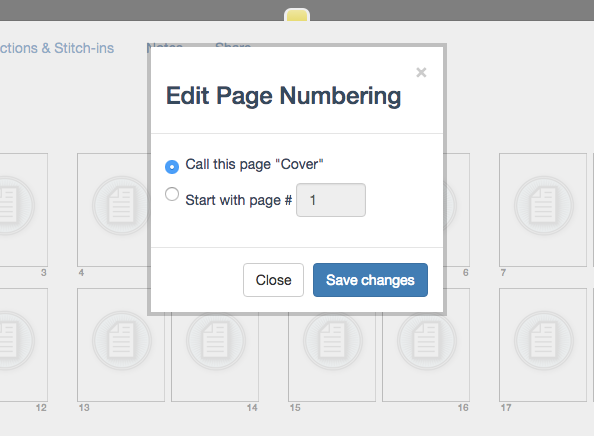 ctions & Stitch-ins
Share
×
Edit Page Numbering
Call this page "Cover"
Start with page # 1
Close Save changes
3 4 6 7
12 13 14 15 16 17